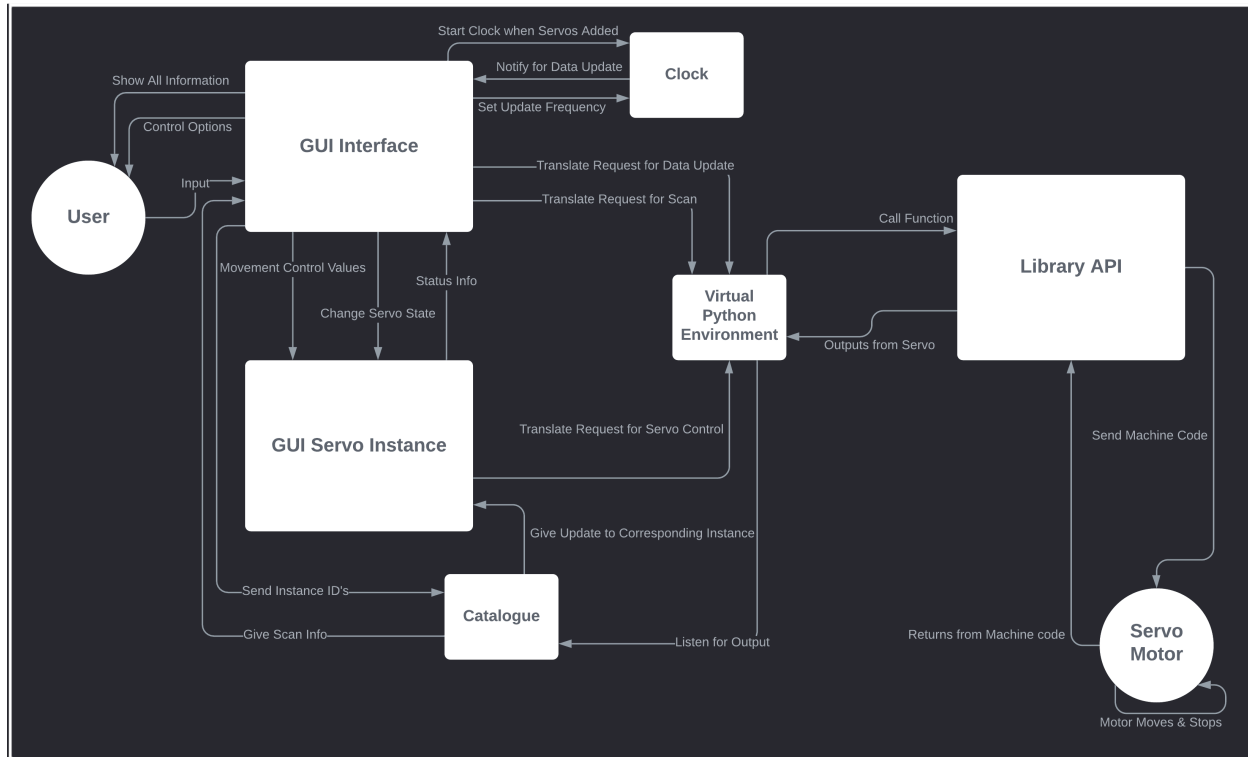 Start Clock when Servos Added
Clock
Notify for Data Update
Show All Information
Set Update Frequency
Control Options
GUI Interface
Translate Request for Data Update
Input
Translate Request for Scan
User
Call Function
Library API
Movement Control Values
Status Info
Virtual
Python
Environment
Change Servo State
Outputs from Servo
GUI Servo Instance
Translate Request for Servo Control
Send Machine Code
Give Update to Corresponding Instance
Send Instance ID's
Catalogue
Give Scan Info
Listen for Output
Returns from Machine code
Servo
Motor
Motor Moves & Stops